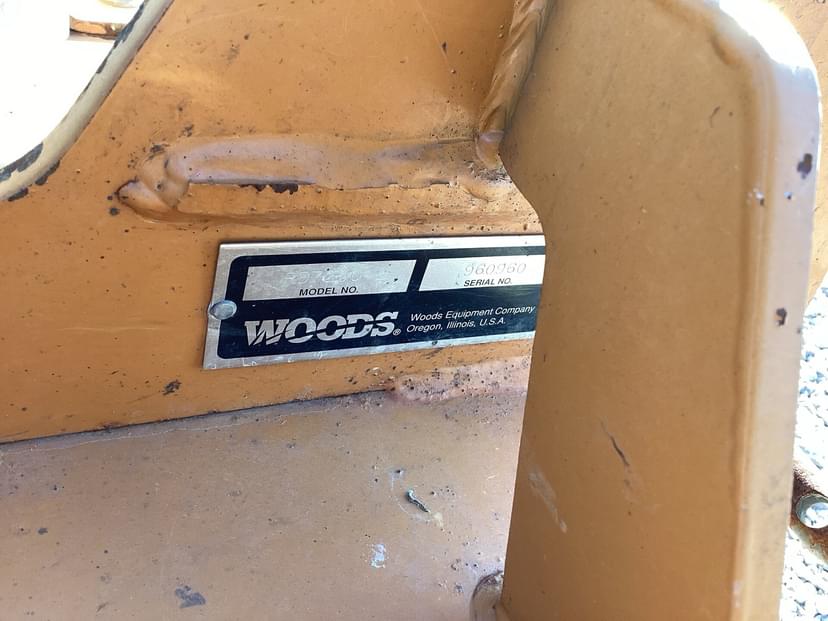 960960
MODEL NO. SERIAL NO.
WOODS® Woods Equipment Company
Oregon, Illinois, U.S.A.